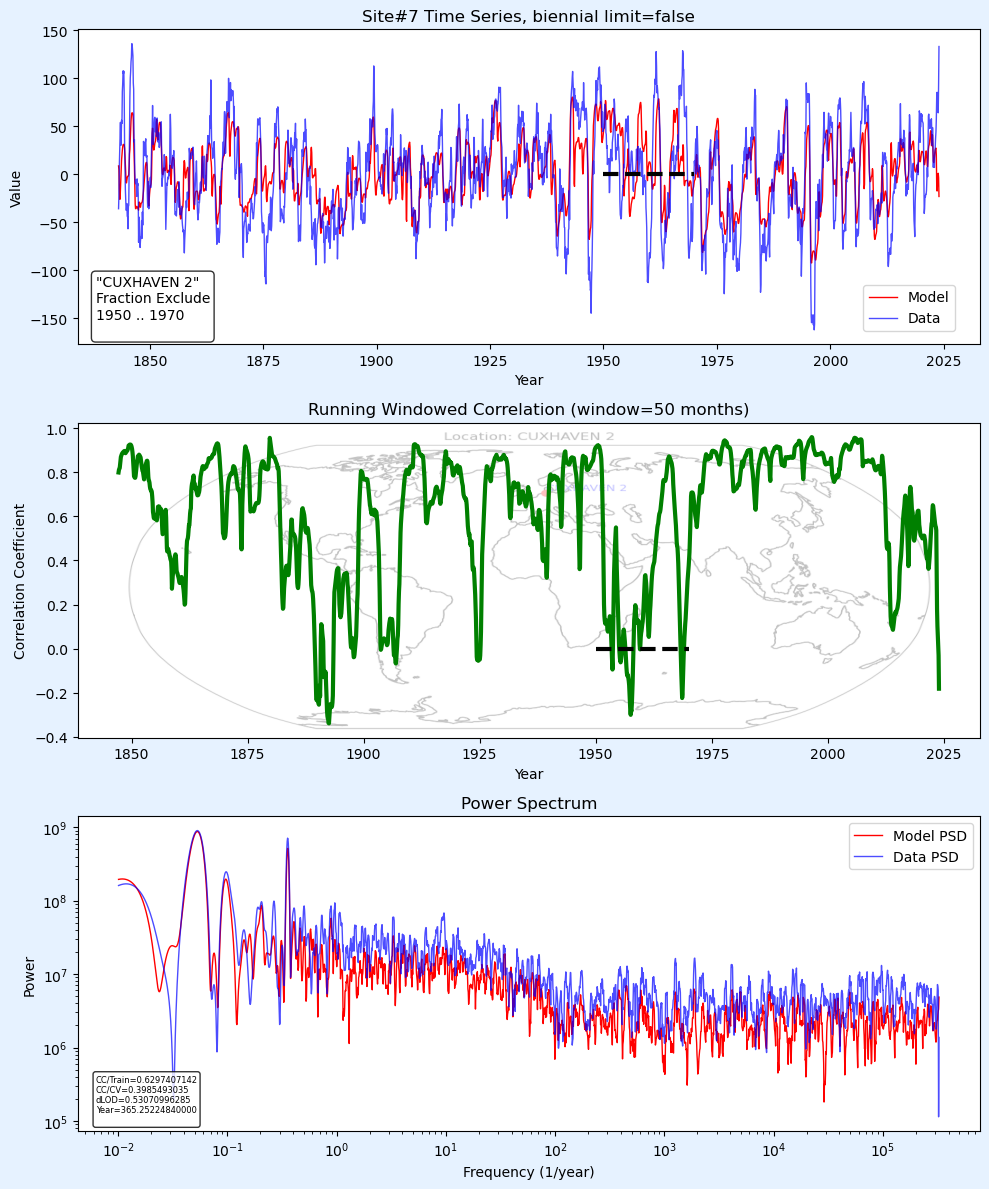 Site#7 Time Series, biennial limit=false
150
100
50
0
−50
−100
−150
Value
"CUXHAVEN 2"
Fraction Exclude
1950 .. 1970
Model
Data
1850
1875
1900
1925
1950
1975
2000
2025
Year
Running Windowed Correlation (window=50 months)
Location: CUXHAVEN 2
1.0
0.8
0.6
0.4
0.2
0.0
−0.2
−0.4
Correlation Coefficient
1850
1875
1900
1925
1950
1975
2000
2025
Year
Power Spectrum
Model PSD
Data PSD
10⁹
10⁸
10⁷
10⁶
10⁵
Power
CC/Train=0.6297407142
CC/CV=0.3985493035
dLOD=0.53070996285
Year=365.25224840000
10⁻²
10⁻¹
10⁰
10¹
10²
10³
10⁴
10⁵
Frequency (1/year)